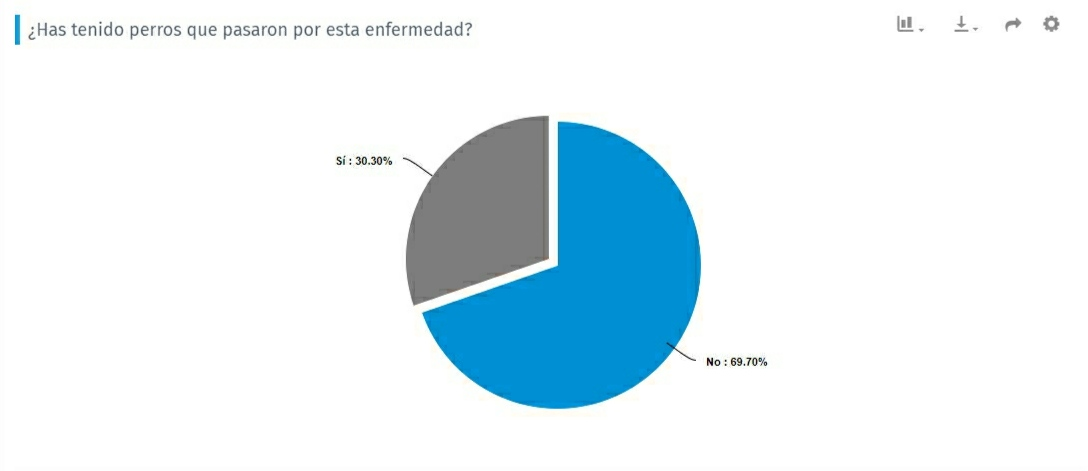 ¿Has tenido perros que pasaron por esta enfermedad?
Sí : 30.30%
No : 69.70%